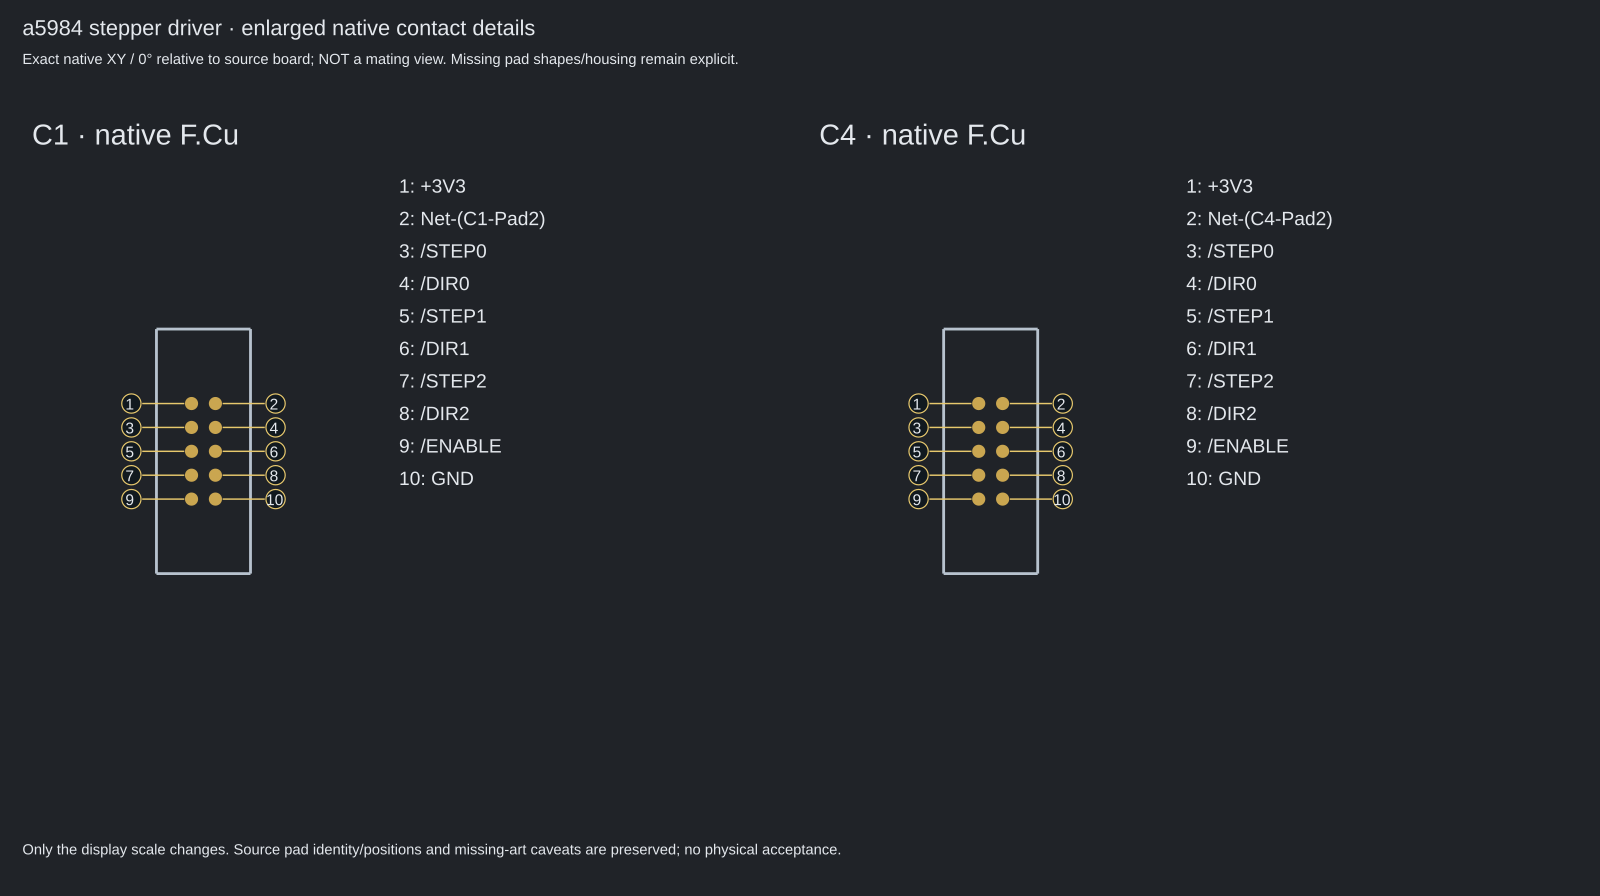 a5984 stepper driver · enlarged native contact details
Exact native XY / 0° relative to source board; NOT a mating view. Missing pad shapes/housing remain explicit.
C1 · native F.Cu
1: +3V3
2: Net-(C1-Pad2)
3: /STEP0
4: /DIR0
5: /STEP1
6: /DIR1
7: /STEP2
8: /DIR2
9: /ENABLE
10: GND
1 2
3 4
5 6
7 8
9 10
C4 · native F.Cu
1: +3V3
2: Net-(C4-Pad2)
3: /STEP0
4: /DIR0
5: /STEP1
6: /DIR1
7: /STEP2
8: /DIR2
9: /ENABLE
10: GND
1 2
3 4
5 6
7 8
9 10
Only the display scale changes. Source pad identity/positions and missing-art caveats are preserved; no physical acceptance.